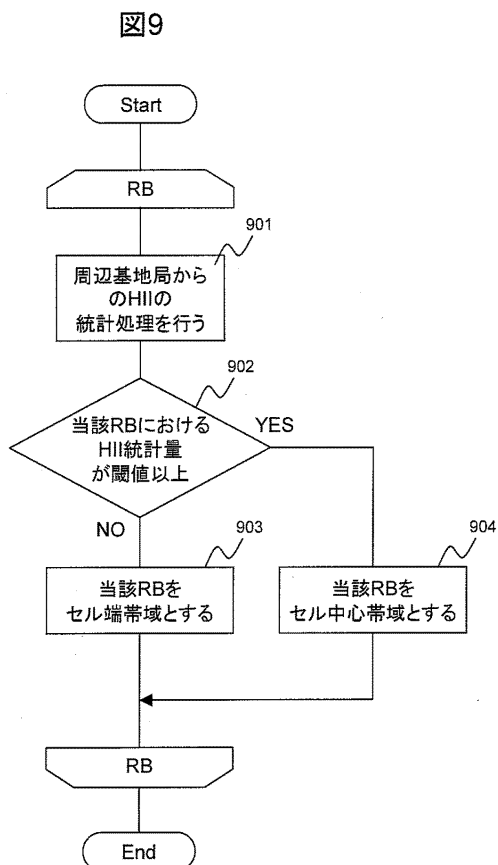 図9
Start
RB
901
周辺基地局から
のHIIの
統計処理を行う
902
当該RBにおける
HII統計量
が閾値以上
YES
NO
903
当該RBを
セル端帯域とする
904
当該RBを
セル中心帯域とする
RB
End